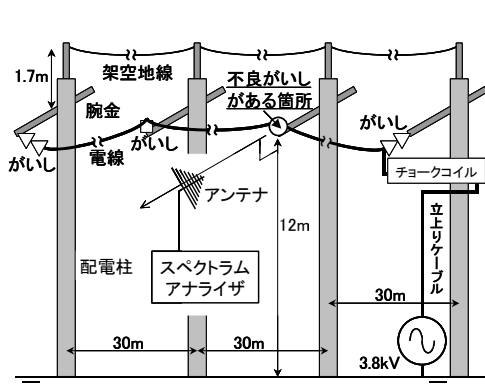 1.7m
架空地線
不良がいし
がある箇所
腕金
がいし
がいし
がいし
電線
チョークコイル
アンテナ
12m
立上りケーブル
配電柱
スペクトラム
アナライザ
30m
30m
30m
3.8kV